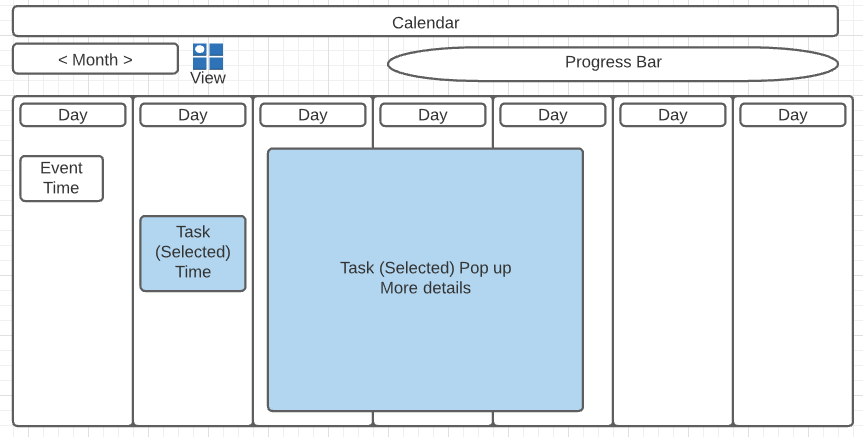 Calendar
< Month >
View
Progress Bar
Day
Day
Day
Day
Day
Day
Day
Event
Time
Task
(Selected)
Time
Task (Selected) Pop up
More details